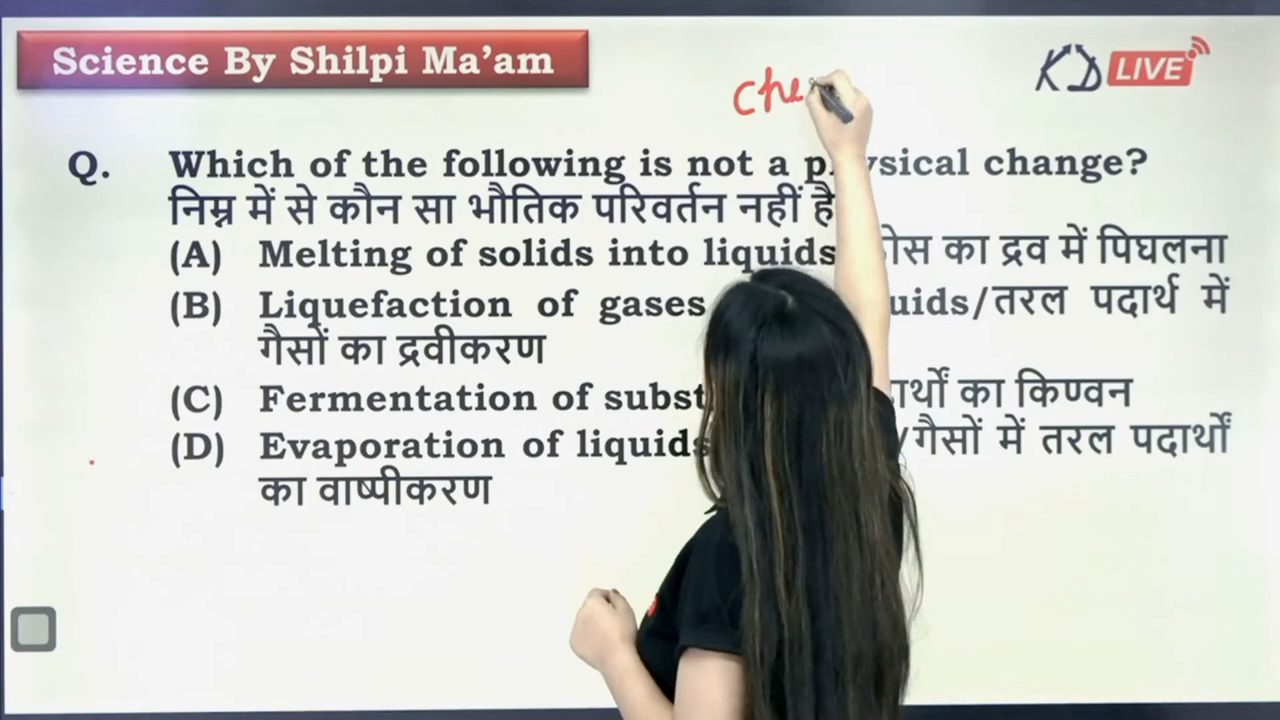 Science By Shilpi Ma’am
KD LIVE
Che
Q. Which of the following is not a physical change?
निम्न में से कौन सा भौतिक परिवर्तन नहीं है
(A) Melting of solids into liquids का द्रव में पिघलना
(B) Liquefaction of gases /तरल पदार्थ में
गैसों का द्रवीकरण
(C) Fermentation of का किण्वन
(D) Evaporation of liquids /गैसों में तरल पदार्थों
का वाष्पीकरण